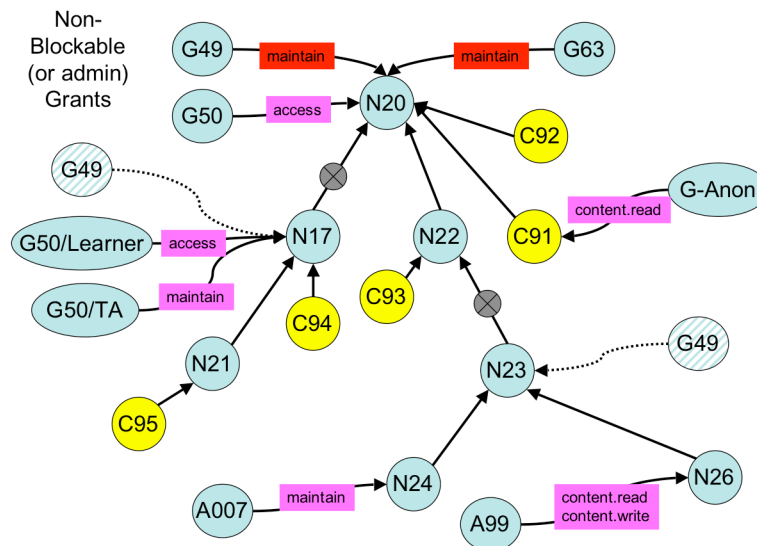 Non-
Blockable
(or admin)
Grants
G49
maintain
maintain
G63
G50
access
N20
C92
G49
G-Anon
content.read
G50/Learner
access
N17
N22
C91
G50/TA
maintain
C93
C94
G49
N21
N23
C95
N24
N26
A007
maintain
A99
content.read
content.write